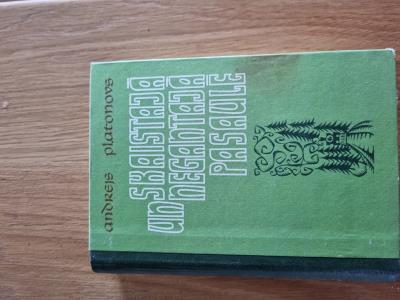 andrejs platonovs
SKAISTAJĀ
UN NEGANTAJĀ
PASAULĒ